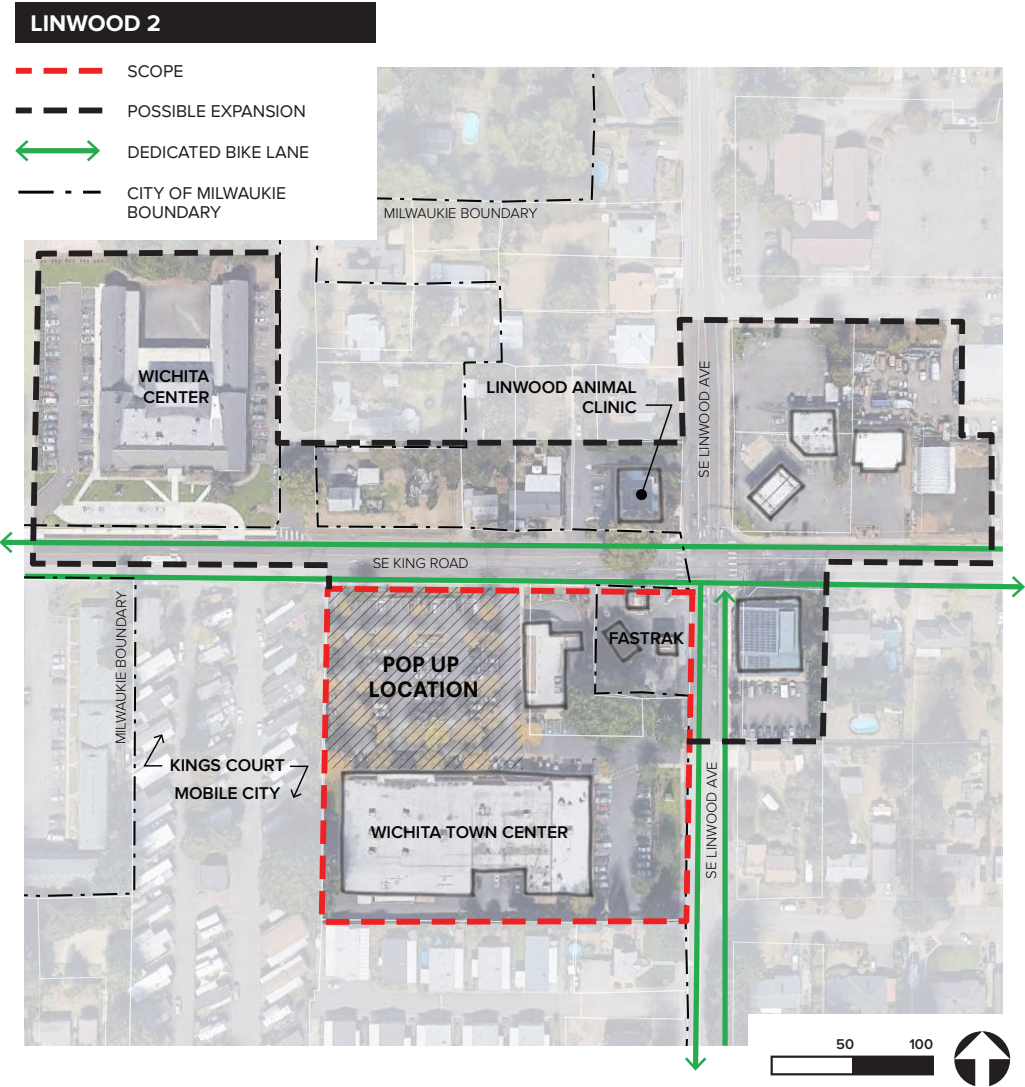 LINWOOD 2
SCOPE
POSSIBLE EXPANSION
DEDICATED BIKE LANE
CITY OF MILWAUKIE
BOUNDARY
MILWAUKIE BOUNDARY
WICHITA
CENTER
LINWOOD ANIMAL
CLINIC
SE LINWOOD AVE
SE KING ROAD
MILWAUKIE BOUNDARY
POP UP
LOCATION
FASTRAK
KINGS COURT
MOBILE CITY
WICHITA TOWN CENTER
SE LINWOOD AVE
50 100